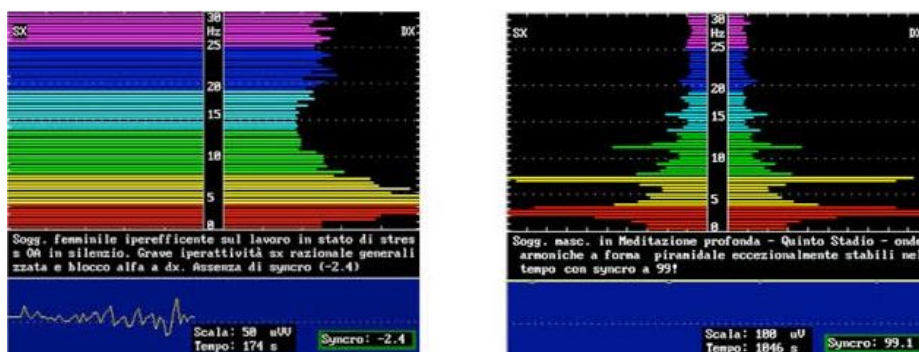 SX
30
Hz
DX
25
20
15
10
5
0
Sogg. femminile iperefficente sul lavoro in stato di stres
s OA in silenzio. Grave iperattività sx razionale generali
zzata e blocco alfa a dx. Assenza di syncro (-2.4)
Scala: 50 uVV
Tempo: 174 s
Syncro: -2.4
SX
30
Hz
DX
25
20
15
10
5
0
Sogg. masc. in Meditazione profonda - Quinto Stadio - onde
armoniche a forma piramidale eccezionalmente stabili nel
tempo con syncro a 99!
Scala: 100 uV
Tempo: 1046 s
Syncro: 99.1